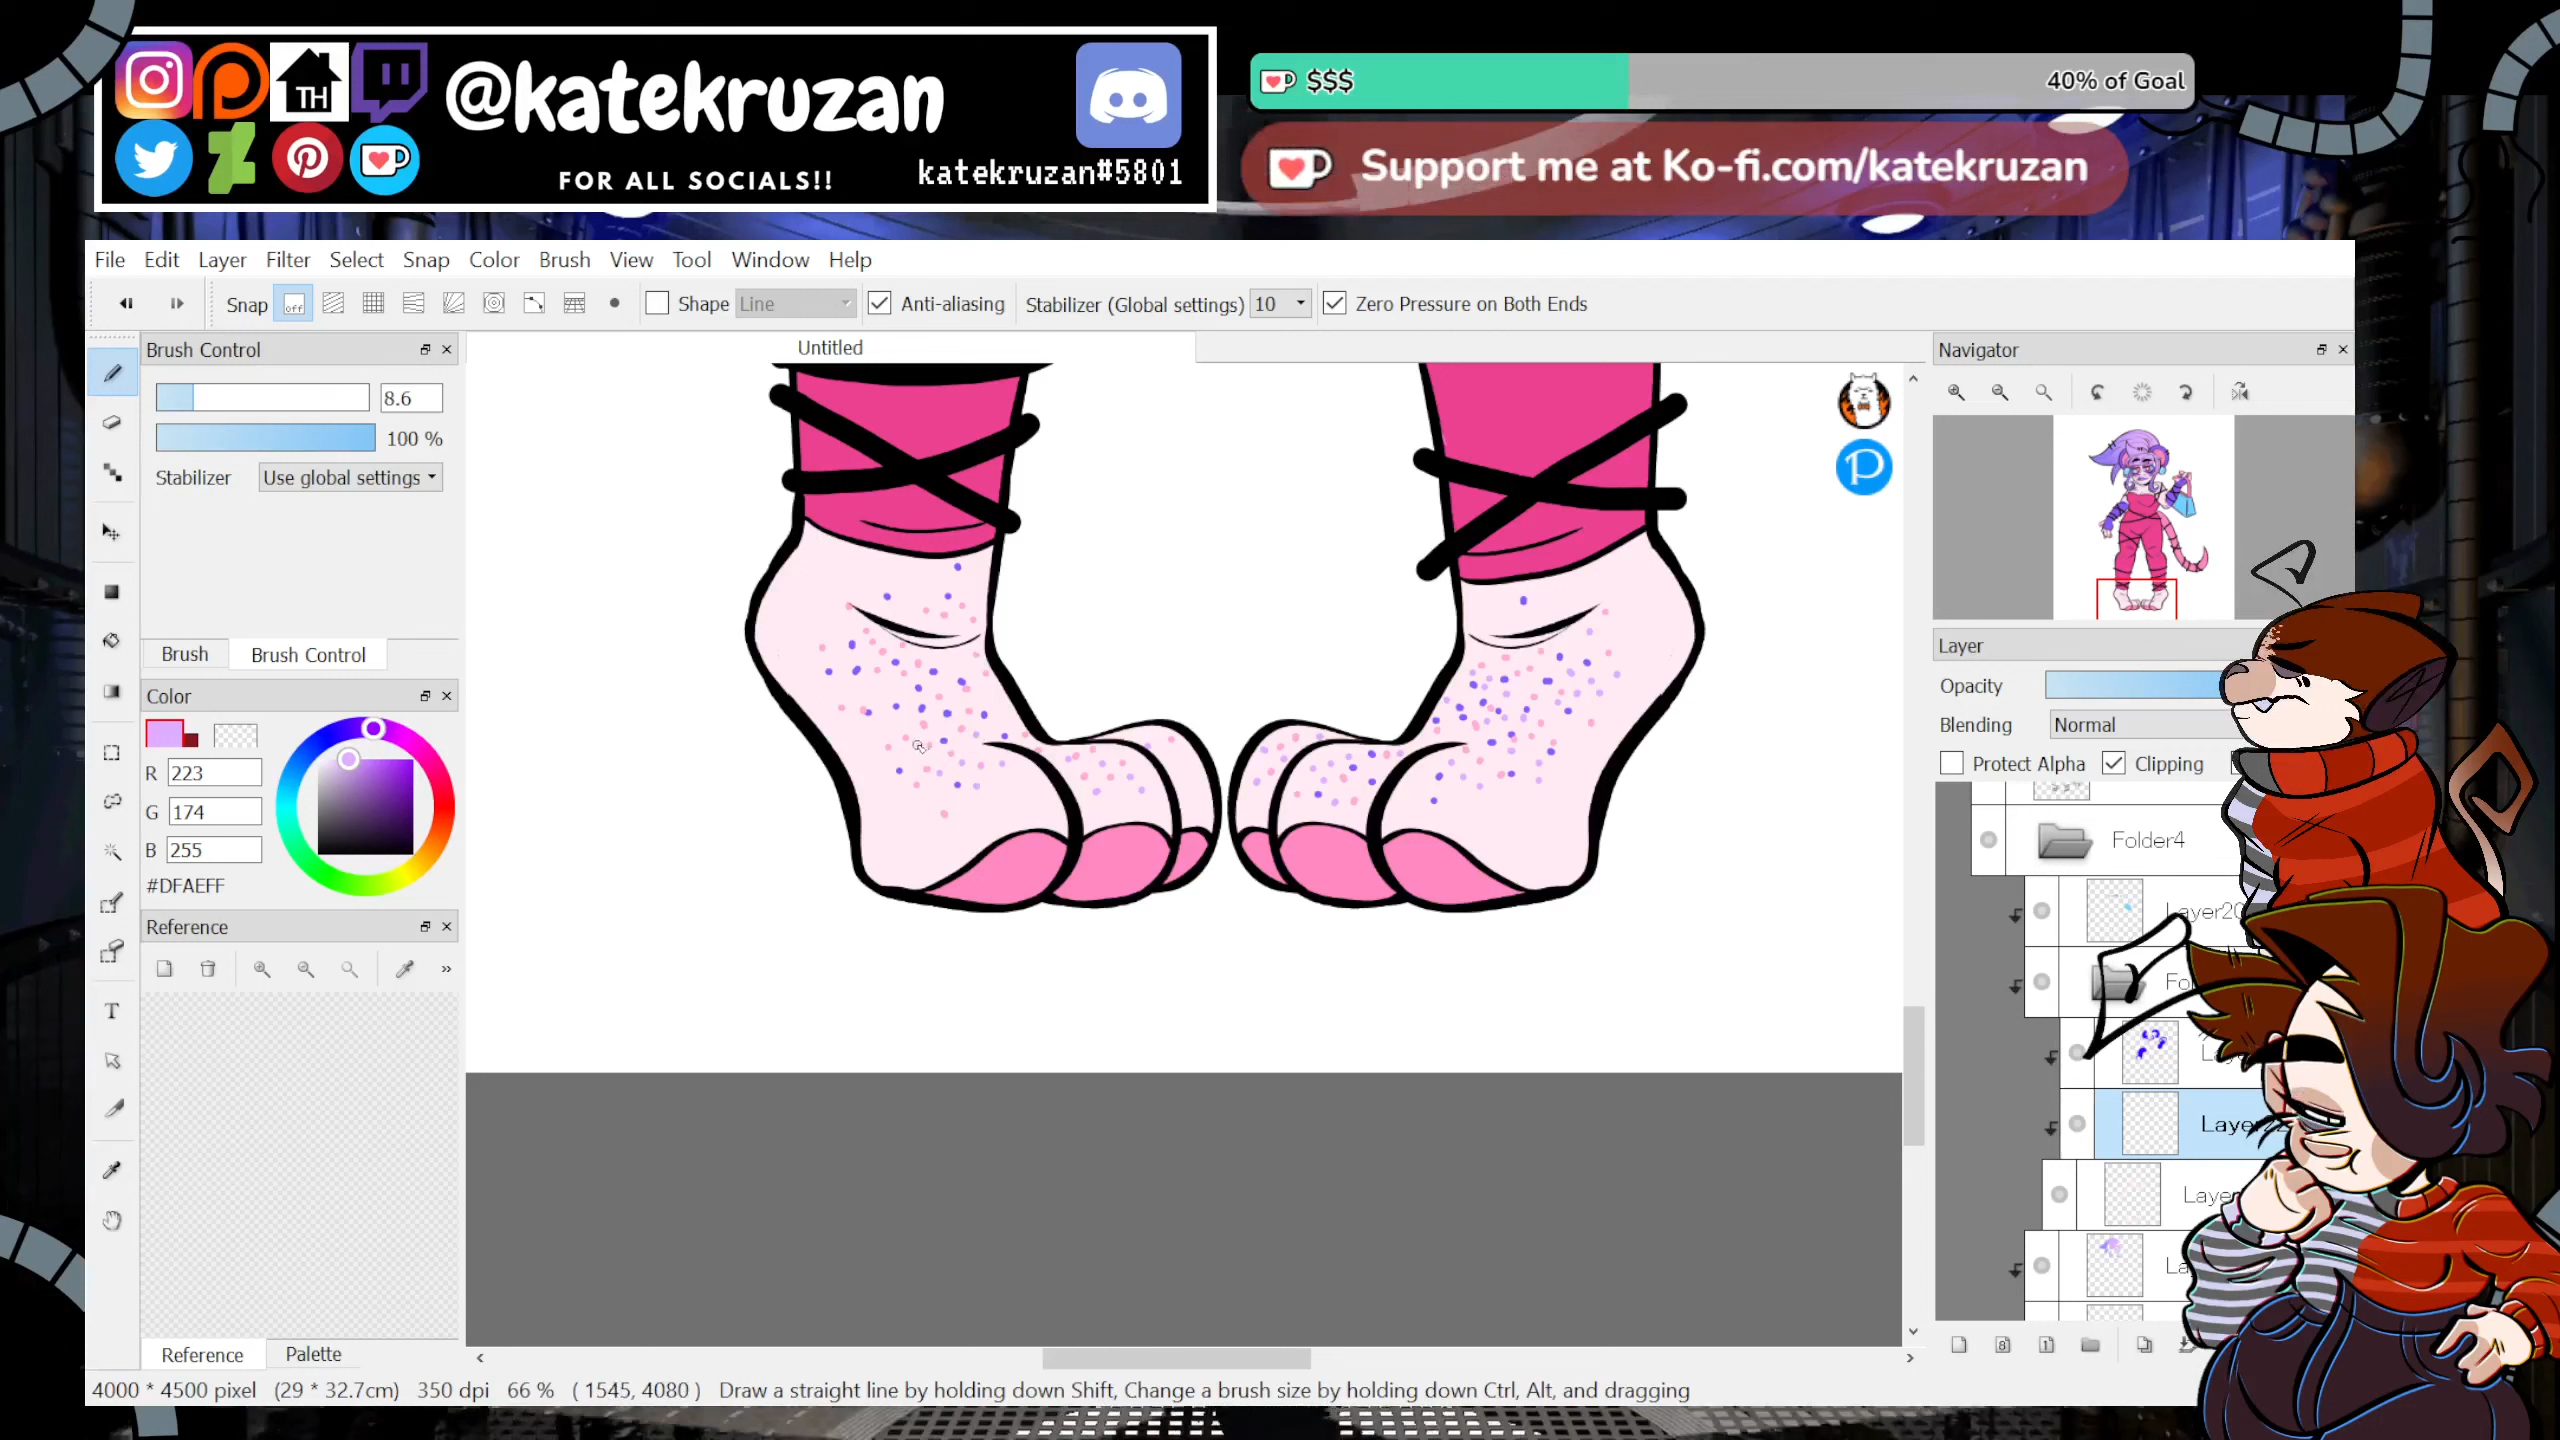 @katekruzan
FOR ALL SOCIALS!!
katekruzan#5801
TH
$$$
40% of Goal
Support me at Ko-fi.com/katekruzan
File Edit Layer Filter Select Snap Color Brush View Tool Window Help
Snap off Shape Line Anti-aliasing Stabilizer (Global settings) 10 Zero Pressure on Both Ends
Brush Control
8.6
100 %
Stabilizer Use global settings
Brush Brush Control
Color
R 223
G 174
B 255
#DFAEFF
Reference
Reference Palette
Untitled
Navigator
Layer
Opacity
Blending Normal
Protect Alpha Clipping
Folder4
4000 * 4500 pixel (29 * 32.7cm) 350 dpi 66 % ( 1545, 4080 ) Draw a straight line by holding down Shift, Change a brush size by holding down Ctrl, Alt, and dragging